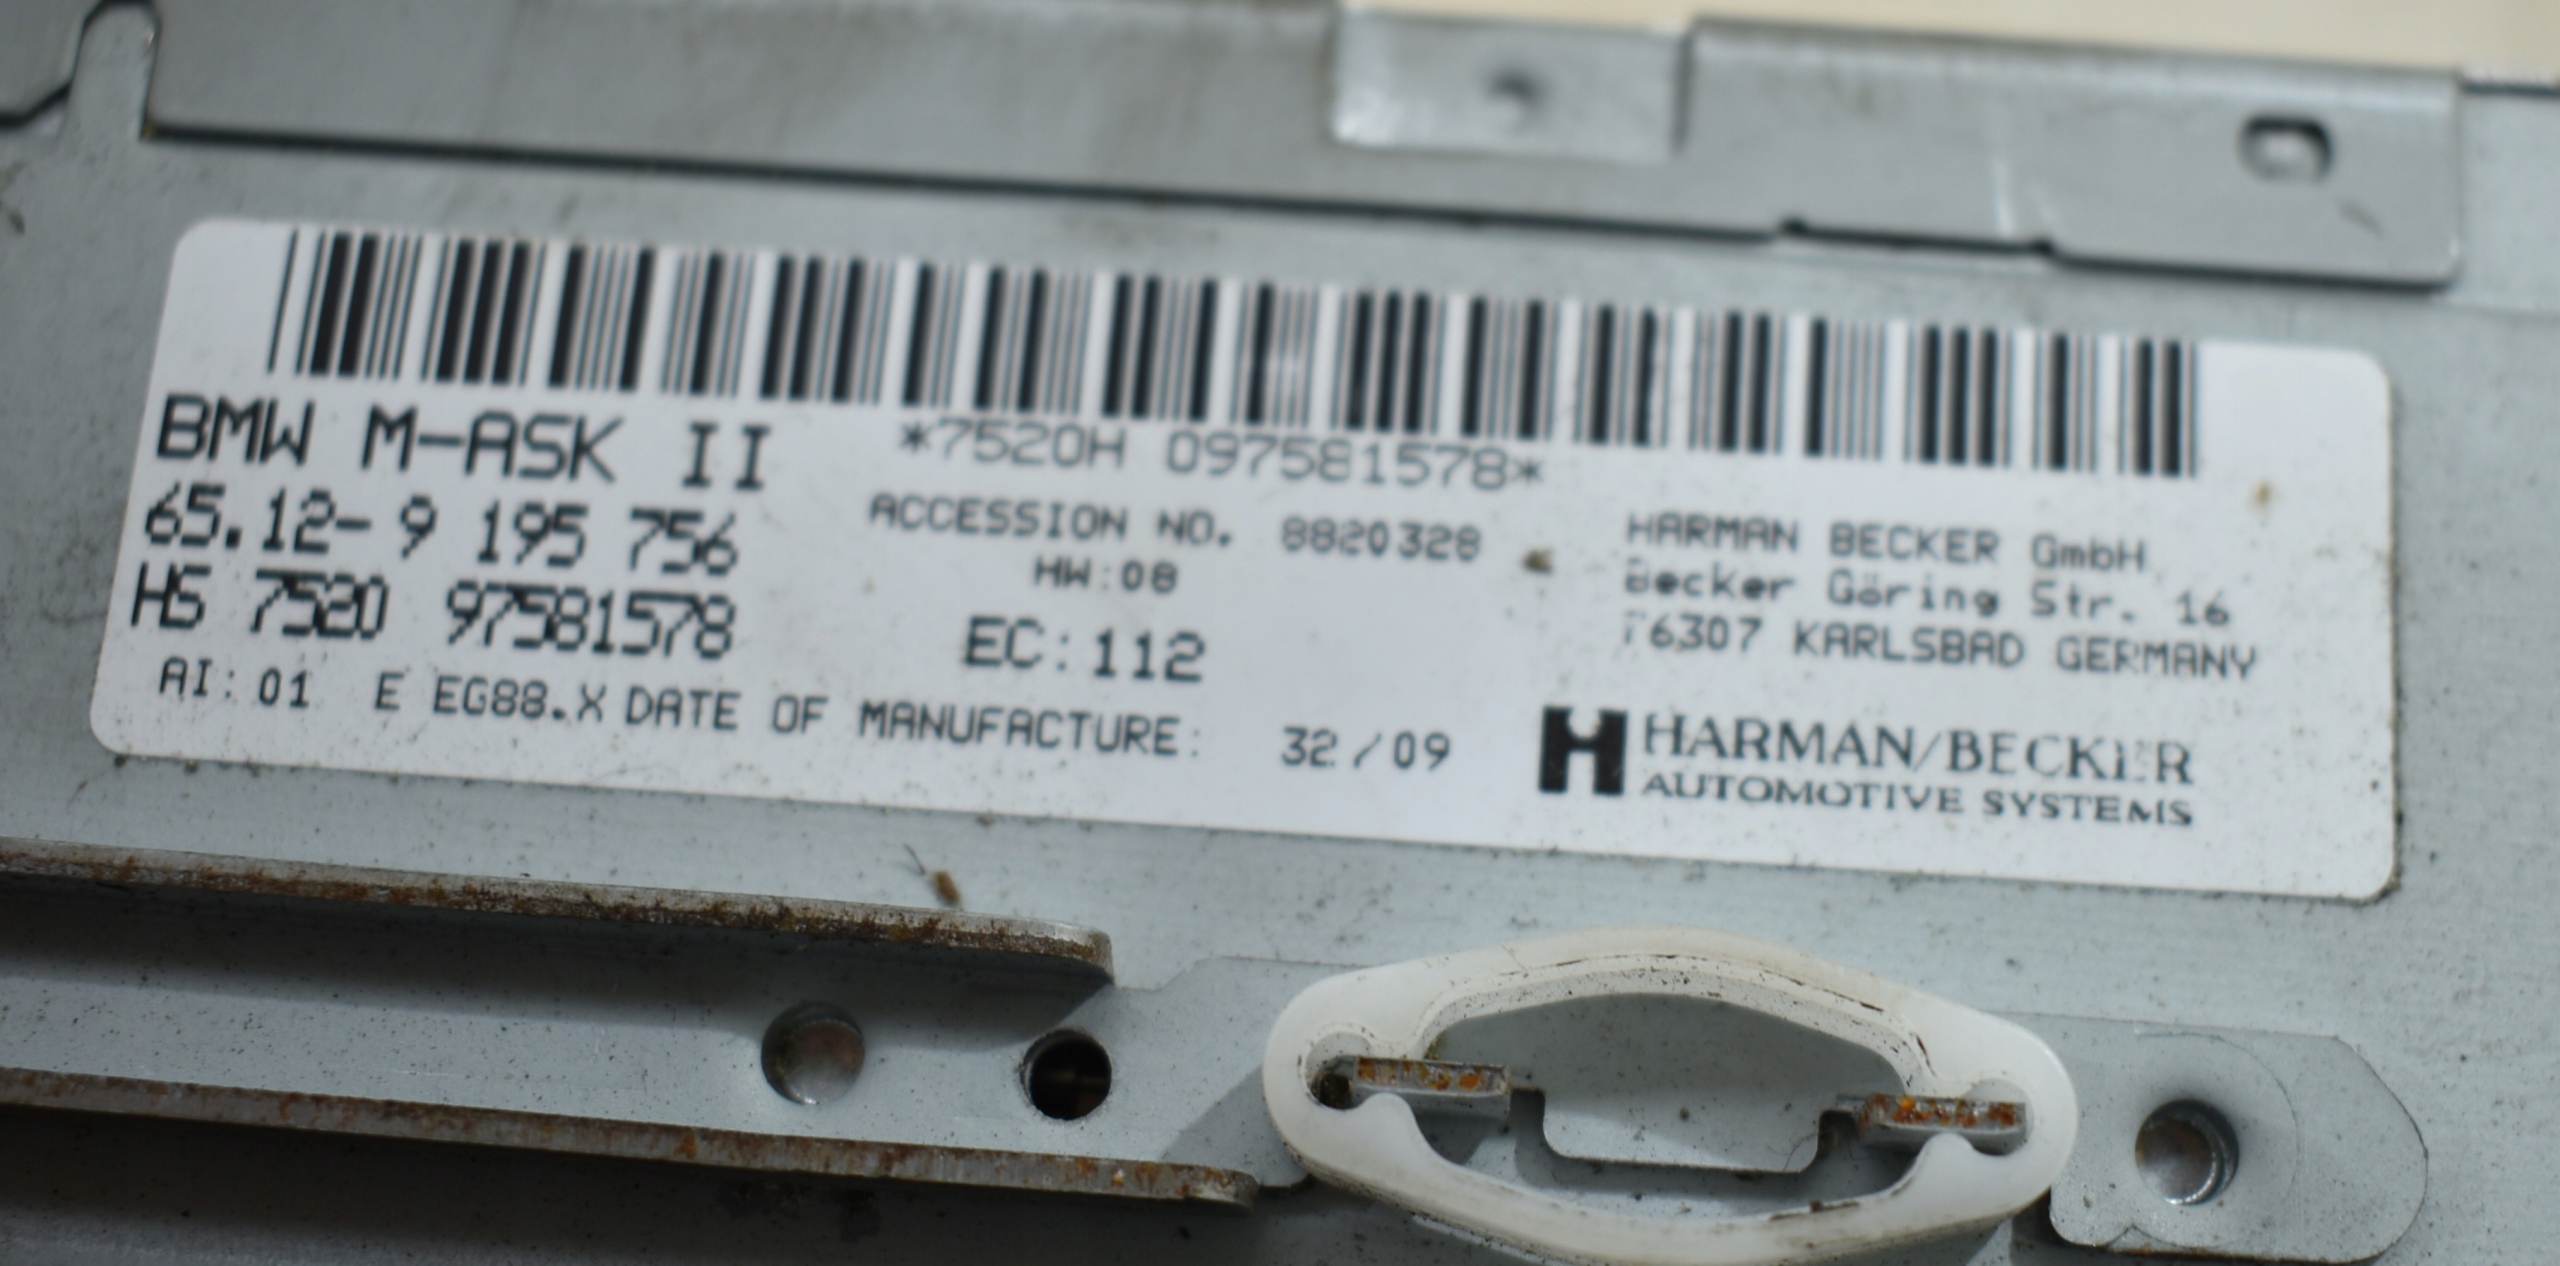 *7520H 097581578*
BMW M-ASK II
65.12- 9 195 756
HS 7520 97581578
AI: 01 E EG88.X DATE OF MANUFACTURE: 32/09
ACCESSION NO. 8820328
HW:08
EC:112
HARMAN BECKER GmbH
Becker Göring Str. 16
76307 KARLSBAD GERMANY
HARMAN/BECKER
AUTOMOTIVE SYSTEMS